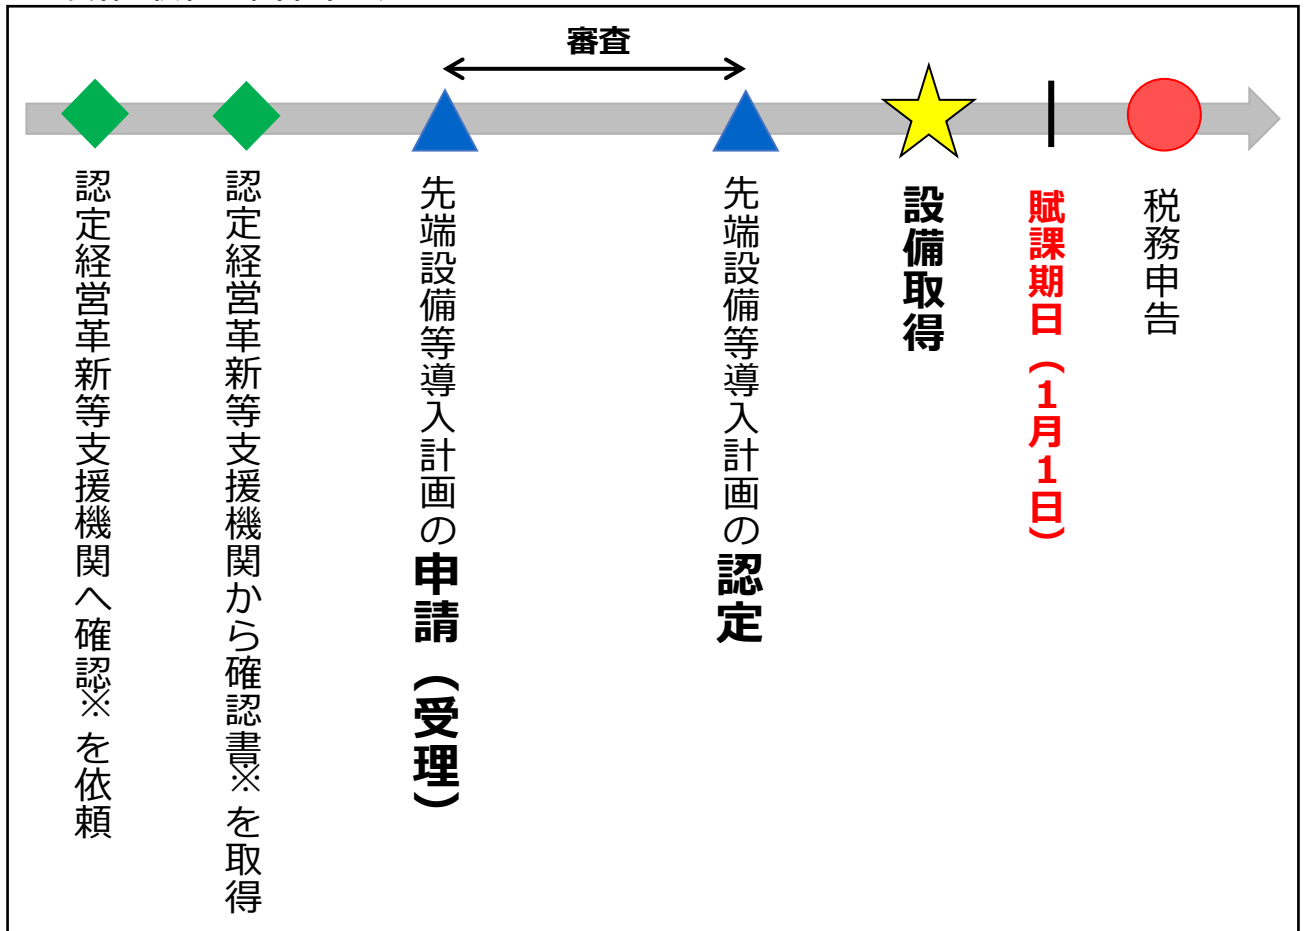 審査
認定経営革新等支援機関へ確認※を依頼
認定経営革新等支援機関から確認書※を取得
先端設備等導入計画の申請（受理）
先端設備等導入計画の認定
設備取得
賦課期日（１月１日）
税務申告